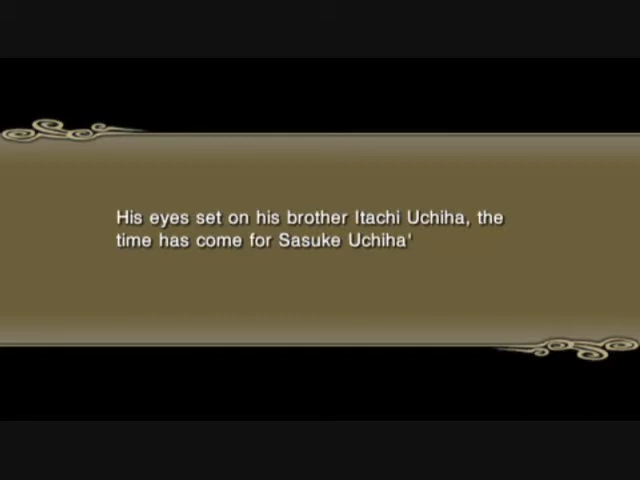 His eyes set on his brother Itachi Uchiha, the
time has come for Sasuke Uchiha'